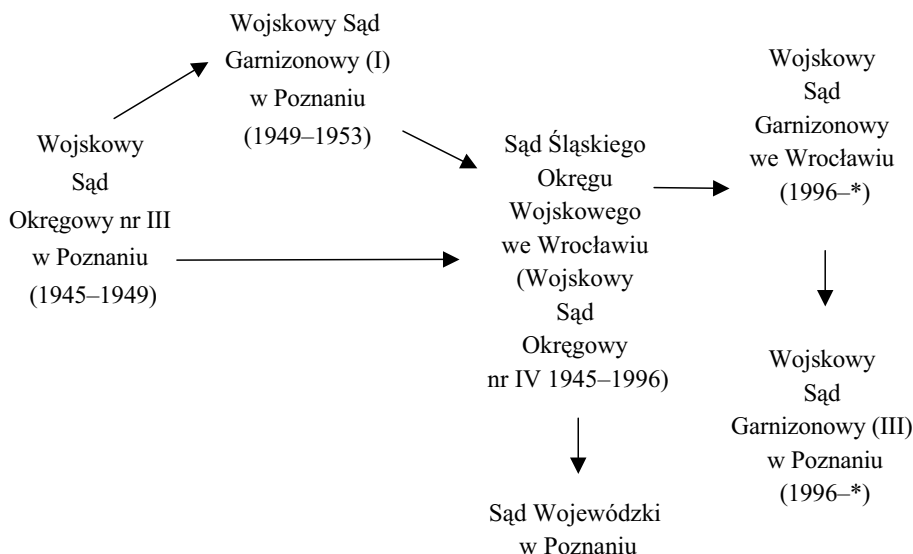 Wojskowy Sąd
Garnizonowy (I)
w Poznaniu
(1949–1953)
Wojskowy
Sąd
Okręgowy nr III
w Poznaniu
(1945–1949)
Sąd Śląskiego
Okręgu
Wojskowego
we Wrocławiu
(Wojskowy
Sąd
Okręgowy
nr IV 1945–1996)
Sąd Wojewódzki
w Poznaniu
Wojskowy
Sąd
Garnizonowy
we Wrocławiu
(1996–*)
Wojskowy
Sąd
Garnizonowy (III)
w Poznaniu
(1996–*)